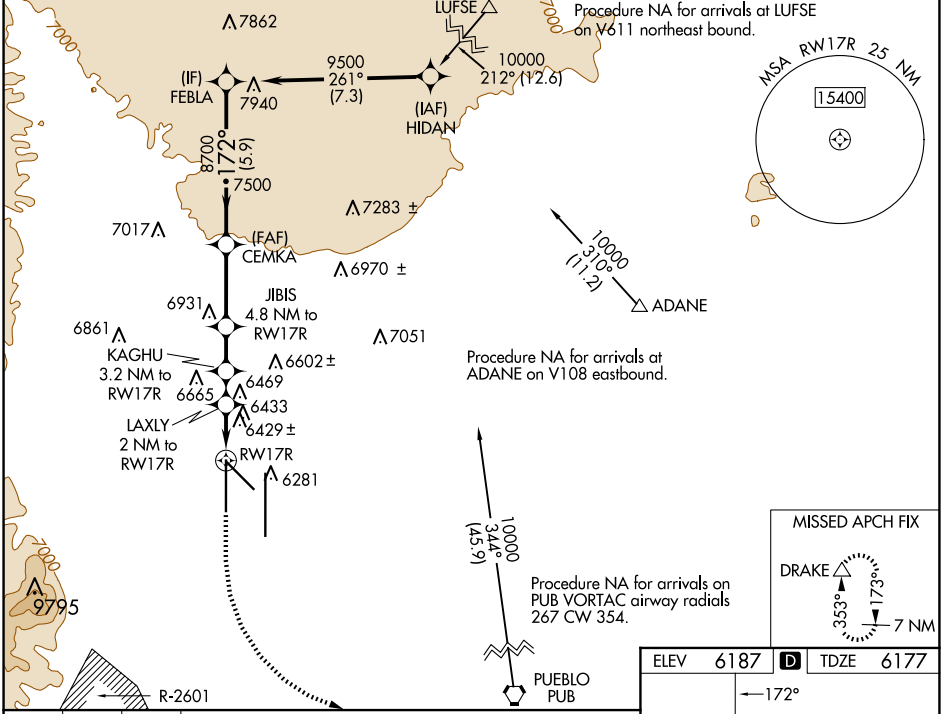 LUFSE
Procedure NA for arrivals at LUFSE
on V611 northeast bound.
7000
7000
7862
10000
212° (12.6)
9500
261°
(7.3)
(IF)
FEBLA
7940
(IAF)
HIDAN
MSA RW17R 25 NM
15400
8700
172°
(5.9)
7500
7283 ±
7017
(FAF)
CEMKA
6970 ±
10000
310°
(11.2)
ADANE
JIBIS
4.8 NM to
RW17R
6931
6861
7051
KAGHU
3.2 NM to
RW17R
6602 ±
Procedure NA for arrivals at
ADANE on V108 eastbound.
6665
6469
6433
6429 ±
LAXLY
2 NM to
RW17R
RW17R
6281
10000
344°
(45.9)
MISSED APCH FIX
DRAKE
353°
173°
7 NM
7000
9795
Procedure NA for arrivals on
PUB VORTAC airway radials
267 CW 354.
R-2601
PUEBLO
PUB
ELEV 6187 D TDZE 6177
172°